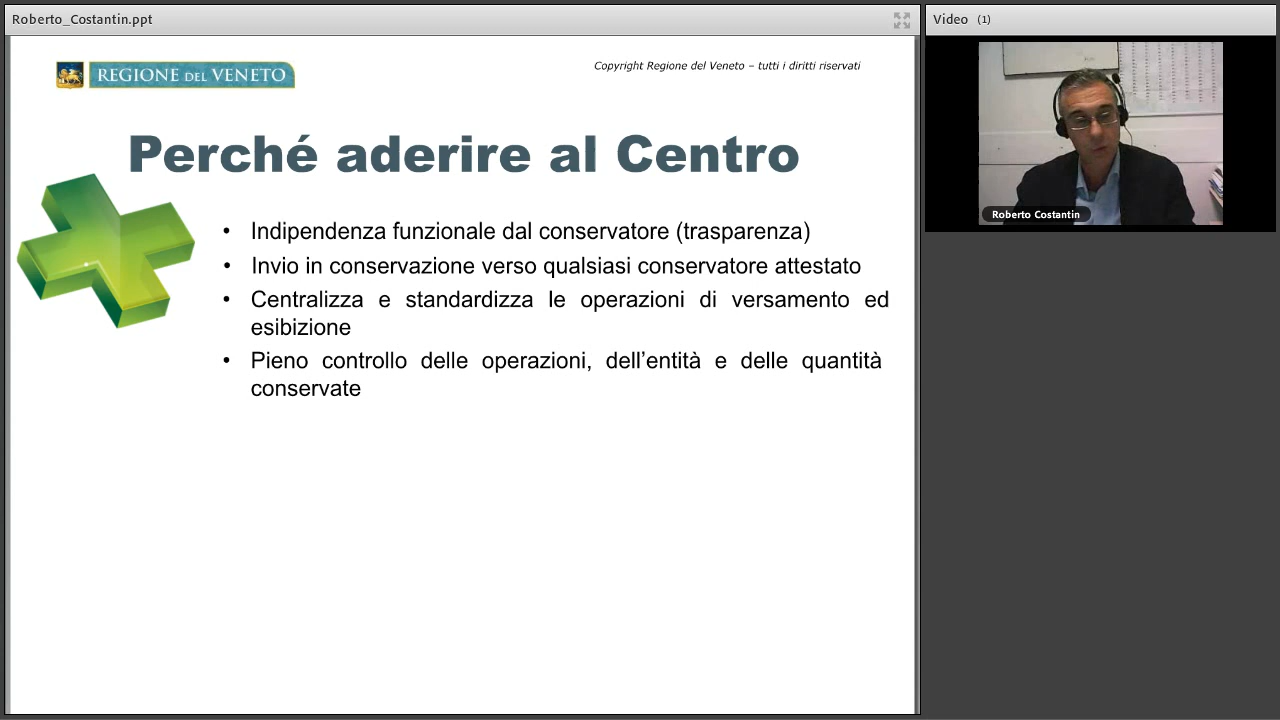 Roberto_Costantin.ppt
Video (1)
REGIONE DEL VENETO
Copyright Regione del Veneto – tutti i diritti riservati
Perché aderire al Centro
• Indipendenza funzionale dal conservatore (trasparenza)
• Invio in conservazione verso qualsiasi conservatore attestato
• Centralizza e standardizza le operazioni di versamento ed
esibizione
• Pieno controllo delle operazioni, dell’entità e delle quantità
conservate
Roberto Costantin